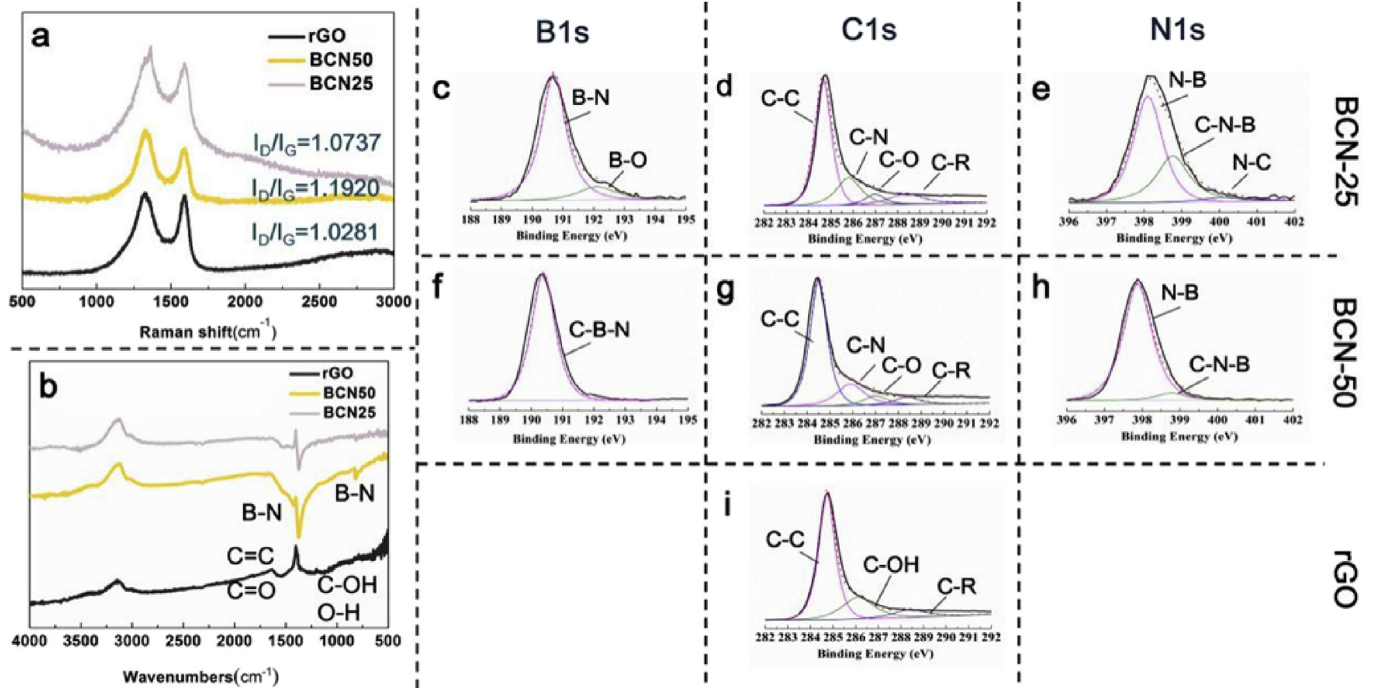 a
rGO
BCN50
BCN25
I_D/I_G=1.0737
I_D/I_G=1.1920
I_D/I_G=1.0281
500 1000 1500 2000 2500 3000
Raman shift(cm⁻¹)
b
rGO
BCN50
BCN25
B-N
B-N
C=C
C=O
C-OH
O-H
4000 3500 3000 2500 2000 1500 1000 500
Wavenumbers(cm⁻¹)
B1s
C1s
N1s
c
B-N
B-O
188 189 190 191 192 193 194 195
Binding Energy (eV)
d
C-C
C-N
C-O
C-R
282 283 284 285 286 287 288 289 290 291 292
Binding Energy (eV)
e
N-B
C-N-B
N-C
396 397 398 399 400 401 402
Binding Energy (eV)
BCN-25
f
C-B-N
188 189 190 191 192 193 194 195
Binding Energy (eV)
g
C-C
C-N
C-O
C-R
282 283 284 285 286 287 288 289 290 291 292
Binding Energy (eV)
h
N-B
C-N-B
396 397 398 399 400 401 402
Binding Energy (eV)
BCN-50
i
C-C
C-OH
C-R
282 283 284 285 286 287 288 289 290 291 292
Binding Energy (eV)
rGO